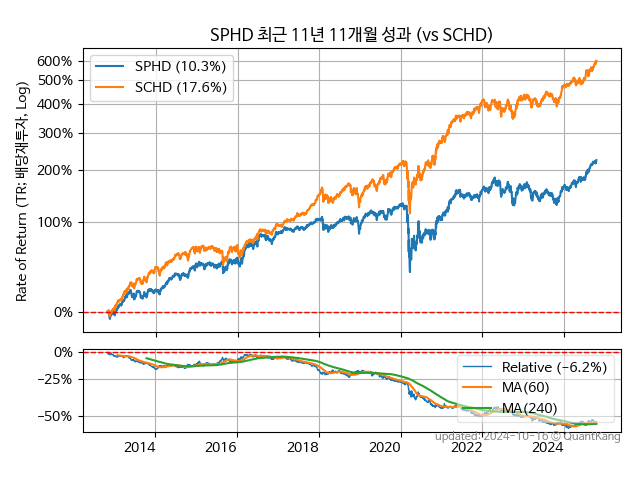 SPHD 최근 11년 11개월 성과 (vs SCHD)
Rate of Return (TR: 배당재투자, Log)
600%
500%
400%
300%
200%
100%
0%
SPHD (10.3%)
SCHD (17.6%)
0%
-25%
-50%
Relative (-6.2%)
MA(60)
MA(240)
2014 2016 2018 2020 2022 2024
updated: 2024-10-16 © QuantKang